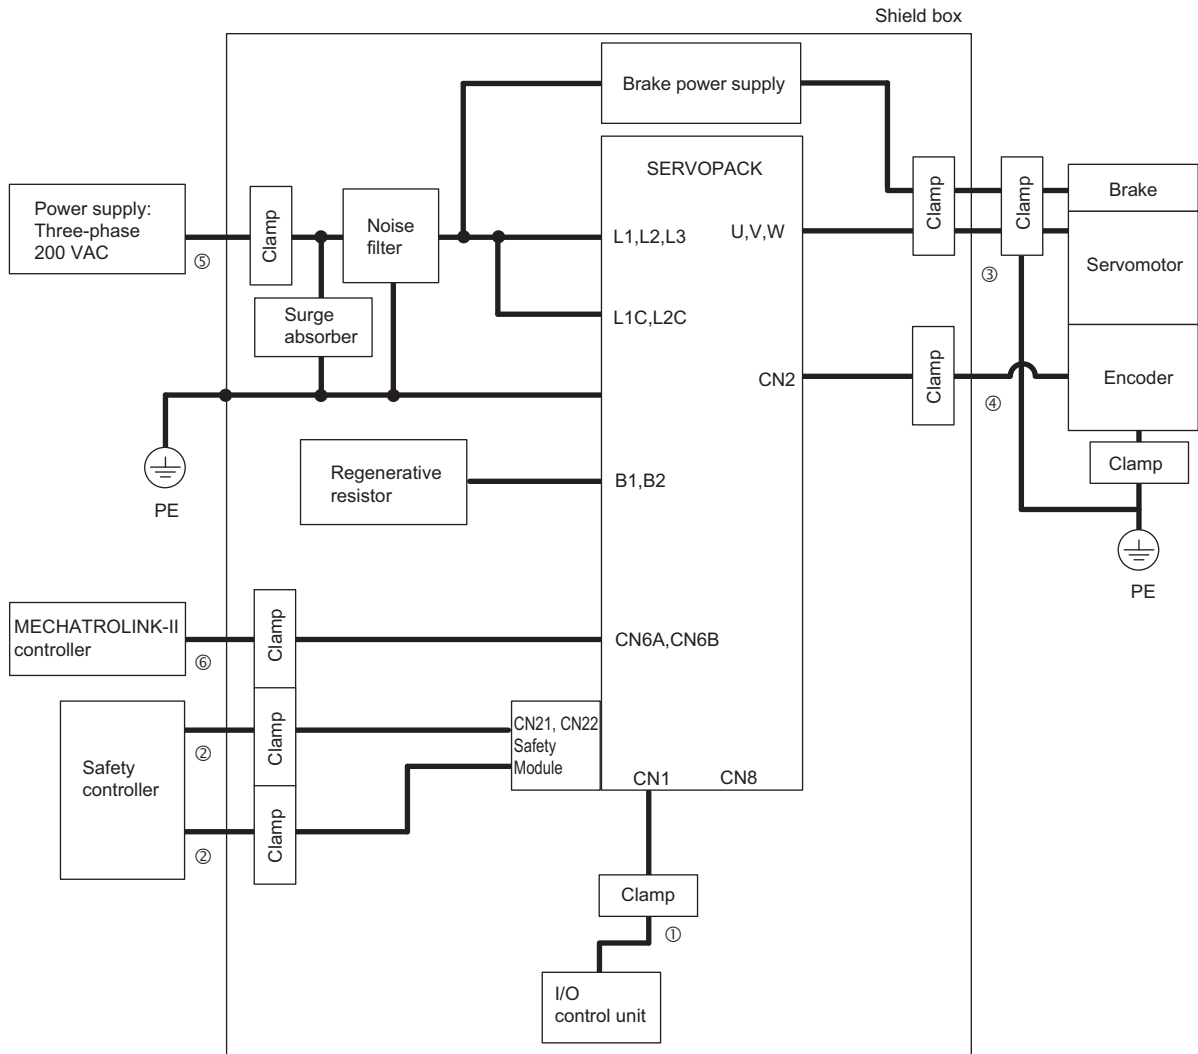 Shield box
Brake power supply
SERVOPACK
Power supply:
Three-phase
200 VAC
⑤
Clamp
Noise
filter
L1,L2,L3
U,V,W
Clamp
Clamp
Brake
Servomotor
③
Surge
absorber
L1C,L2C
CN2
Clamp
④
Encoder
Clamp
PE
PE
Regenerative
resistor
B1,B2
MECHATROLINK-II
controller
⑥
Clamp
CN6A,CN6B
Safety
controller
②
②
Clamp
Clamp
CN21, CN22
Safety
Module
CN1
CN8
Clamp
①
I/O
control unit